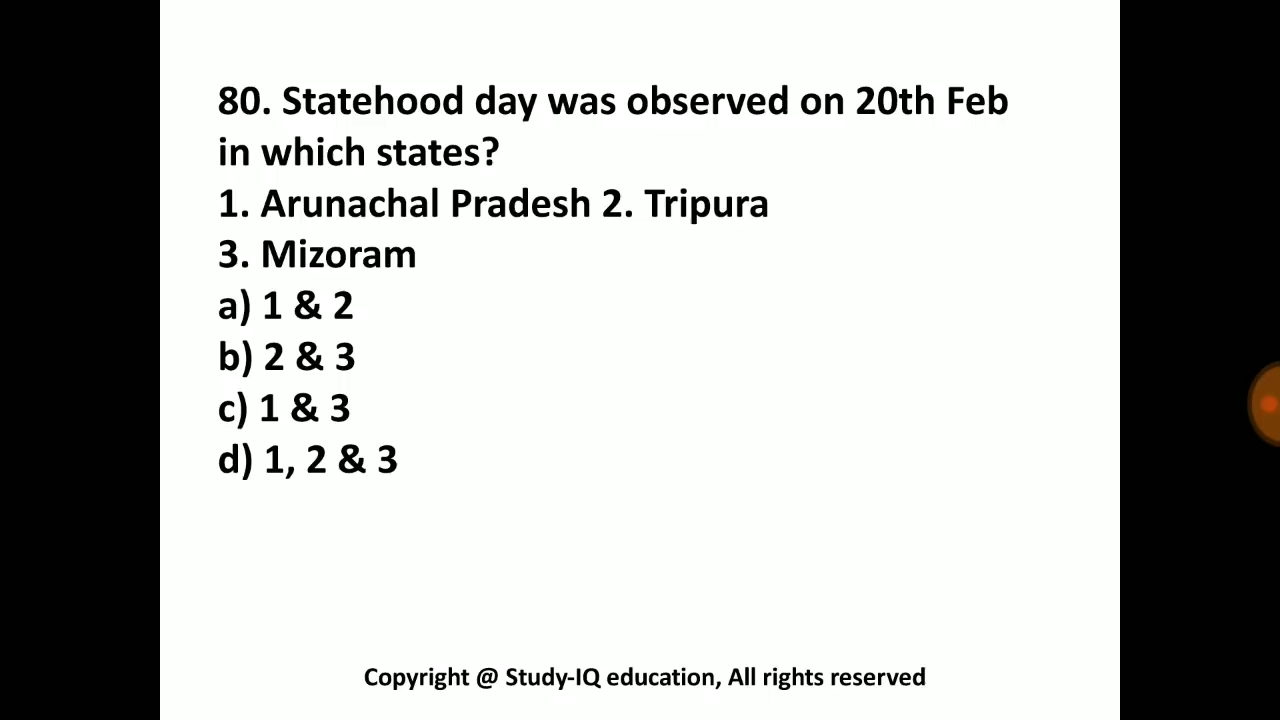 80. Statehood day was observed on 20th Feb
in which states?
1. Arunachal Pradesh 2. Tripura
3. Mizoram
a) 1 & 2
b) 2 & 3
c) 1 & 3
d) 1, 2 & 3
Copyright @ Study-IQ education, All rights reserved